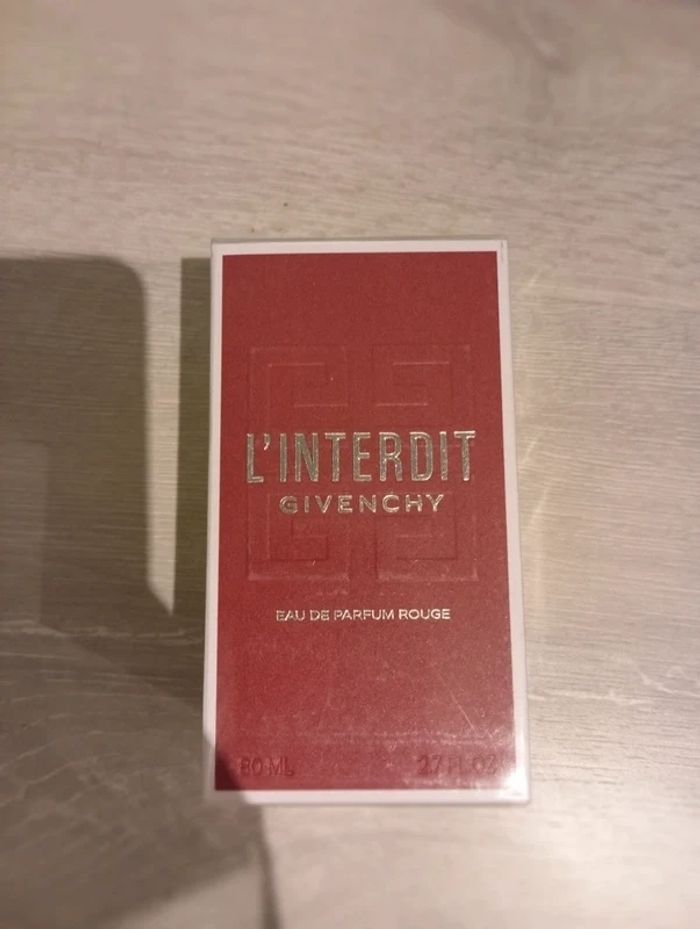 L'INTERDIT
GIVENCHY
EAU DE PARFUM ROUGE
80 ML 2.7 FL OZ